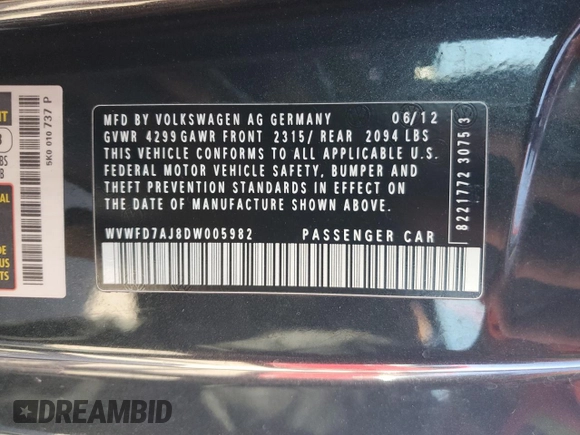 MFD BY VOLKSWAGEN AG GERMANY 06/12
GVWR 4299 GAWR FRONT 2315/ REAR 2094 LBS
THIS VEHICLE CONFORMS TO ALL APPLICABLE U.S.
FEDERAL MOTOR VEHICLE SAFETY, BUMPER AND
THEFT PREVENTION STANDARDS IN EFFECT ON
THE DATE OF MANUFACTURE SHOWN ABOVE.
WVWFD7AJ8DW005982 PASSENGER CAR
8221772 3075 3
5K0 010 737 P
DREAMBID